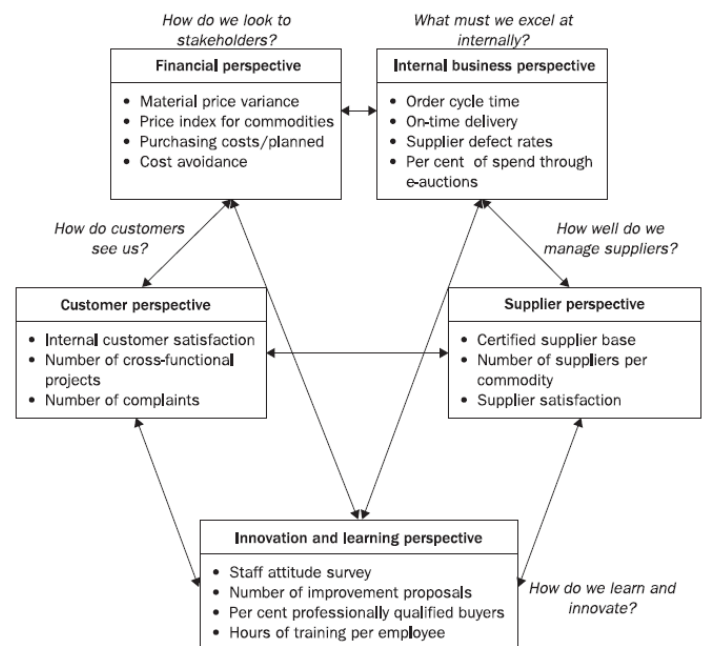 How do we look to
stakeholders?
What must we excel at
internally?
Financial perspective
• Material price variance
• Price index for commodities
• Purchasing costs/planned
• Cost avoidance
Internal business perspective
• Order cycle time
• On-time delivery
• Supplier defect rates
• Per cent of spend through
e-auctions
How do customers
see us?
How well do we
manage suppliers?
Customer perspective
• Internal customer satisfaction
• Number of cross-functional
projects
• Number of complaints
Supplier perspective
• Certified supplier base
• Number of suppliers per
commodity
• Supplier satisfaction
Innovation and learning perspective
• Staff attitude survey
• Number of improvement proposals
• Per cent professionally qualified buyers
• Hours of training per employee
How do we learn and
innovate?